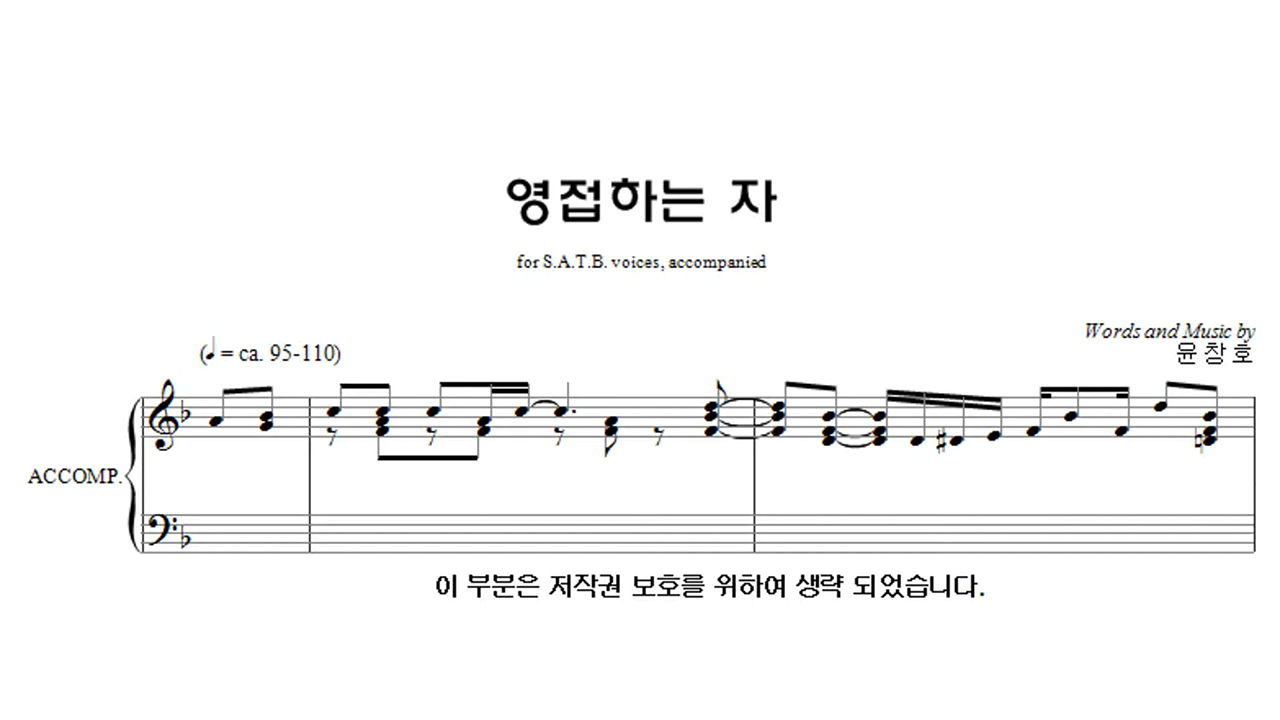 영접하는 자
for S.A.T.B. voices, accompanied
Words and Music by
윤 창 호
(♩ = ca. 95-110)
ACCOMP.
이 부분은 저작권 보호를 위하여 생략 되었습니다.